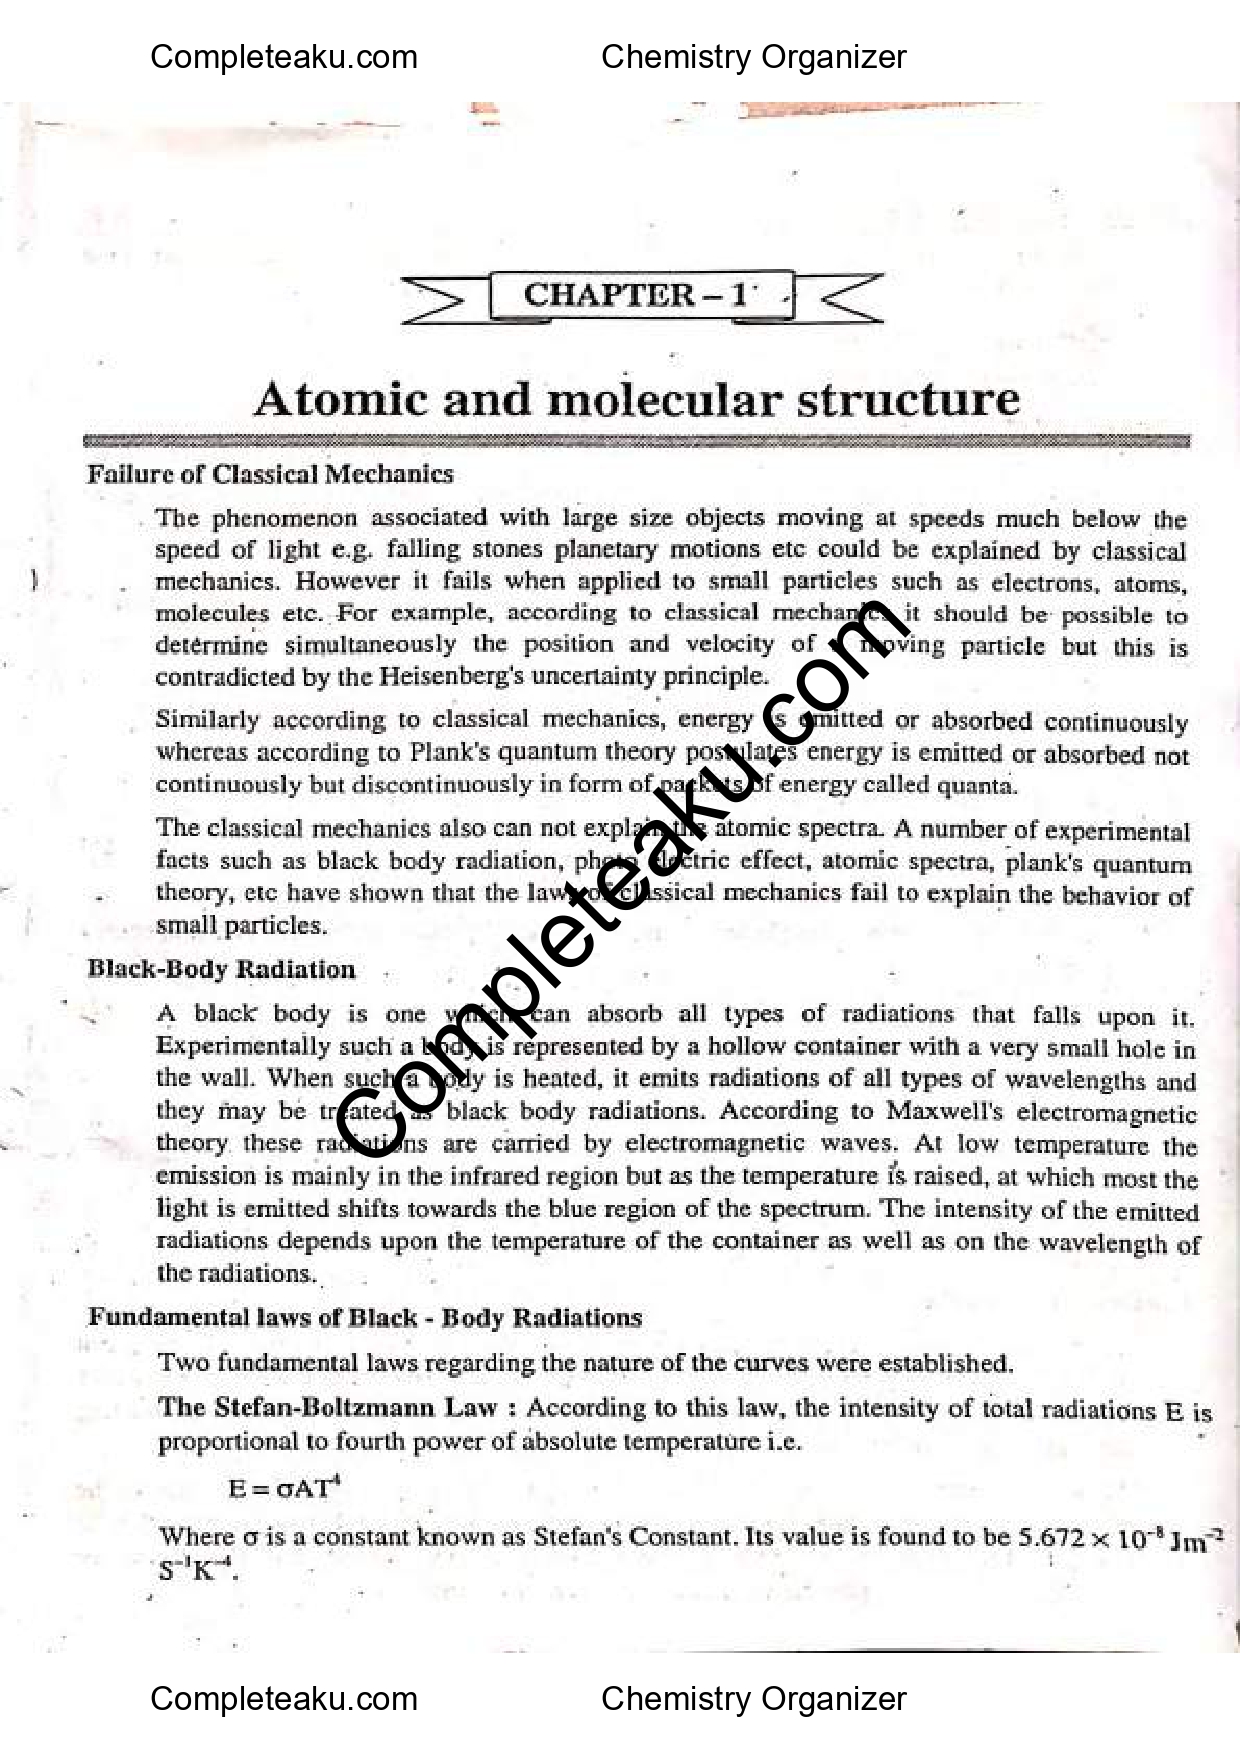 Completeaku.com Chemistry Organizer
CHAPTER – 1
Atomic and molecular structure
Failure of Classical Mechanics
The phenomenon associated with large size objects moving at speeds much below the
speed of light e.g. falling stones planetary motions etc could be explained by classical
mechanics. However it fails when applied to small particles such as electrons, atoms,
molecules etc. For example, according to classical mechanics it should be possible to
determine simultaneously the position and velocity of moving particle but this is
contradicted by the Heisenberg's uncertainty principle.
Similarly according to classical mechanics, energy is emitted or absorbed continuously
whereas according to Plank's quantum theory postulates energy is emitted or absorbed not
continuously but discontinuously in form of packets of energy called quanta.
The classical mechanics also can not explain the atomic spectra. A number of experimental
facts such as black body radiation, photo electric effect, atomic spectra, plank's quantum
theory, etc have shown that the laws of classical mechanics fail to explain the behavior of
small particles.
Black-Body Radiation
A black body is one which can absorb all types of radiations that falls upon it.
Experimentally such a body is represented by a hollow container with a very small hole in
the wall. When such a body is heated, it emits radiations of all types of wavelengths and
they may be treated as black body radiations. According to Maxwell's electromagnetic
theory these radiations are carried by electromagnetic waves. At low temperature the
emission is mainly in the infrared region but as the temperature is raised, at which most the
light is emitted shifts towards the blue region of the spectrum. The intensity of the emitted
radiations depends upon the temperature of the container as well as on the wavelength of
the radiations.
Fundamental laws of Black - Body Radiations
Two fundamental laws regarding the nature of the curves were established.
The Stefan-Boltzmann Law : According to this law, the intensity of total radiations E is
proportional to fourth power of absolute temperature i.e.
E = σAT⁴
Where σ is a constant known as Stefan's Constant. Its value is found to be 5.672 × 10⁻⁸ Jm⁻²
S⁻¹K⁻⁴.
Completeaku.com
Completeaku.com Chemistry Organizer